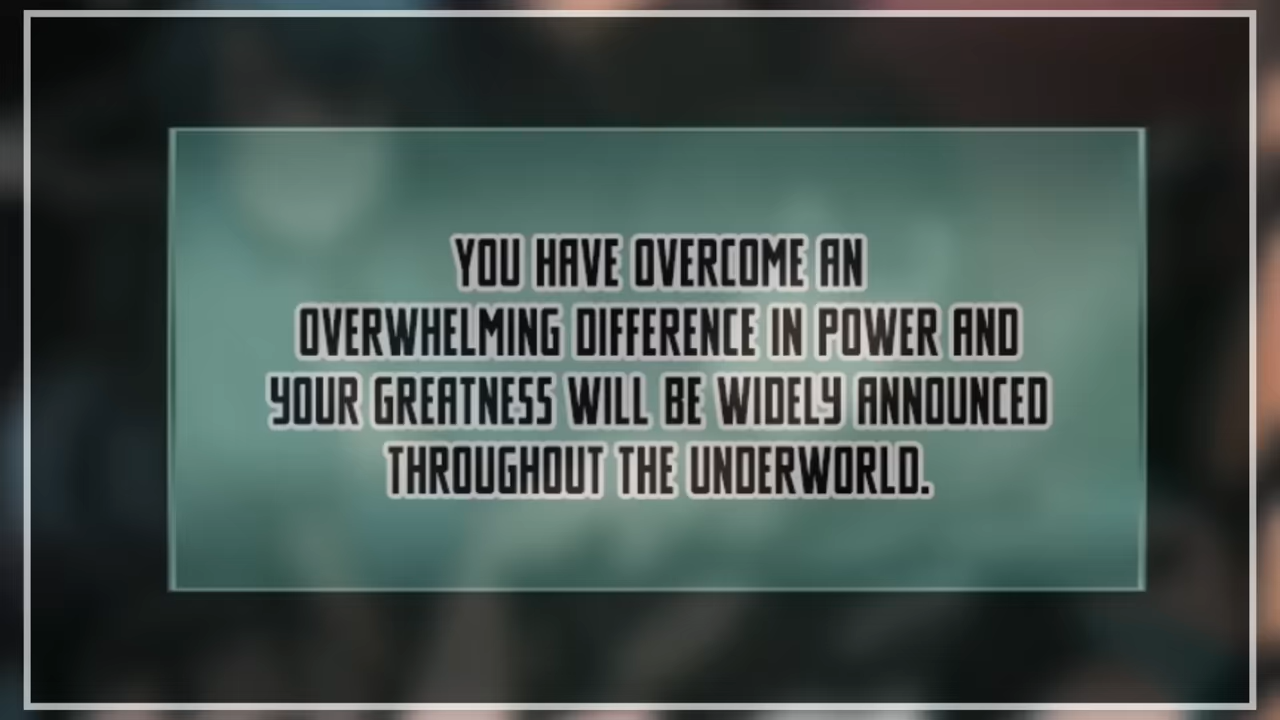 YOU HAVE OVERCOME AN
OVERWHELMING DIFFERENCE IN POWER AND
YOUR GREATNESS WILL BE WIDELY ANNOUNCED
THROUGHOUT THE UNDERWORLD.